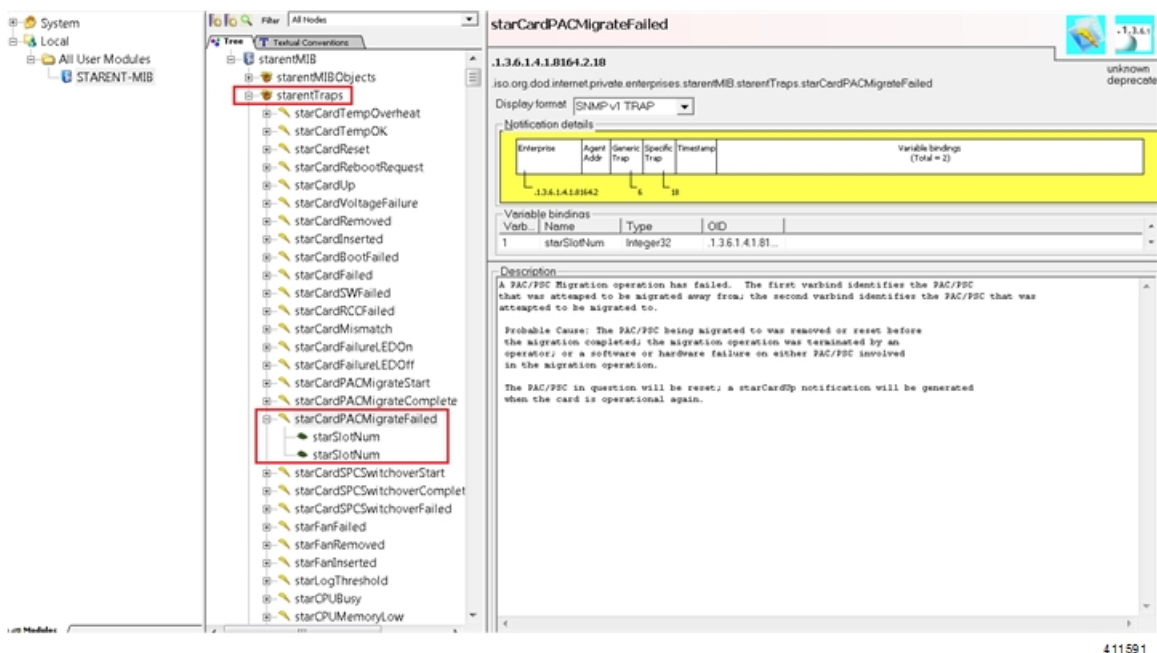 System
Local
All User Modules
STARENT-MIB
Modules
Filter All Nodes
Tree Textual Conventions
starentMIB
starentMIBObjects
starentTraps
starCardTempOverheat
starCardTempOK
starCardReset
starCardRebootRequest
starCardUp
starCardVoltageFailure
starCardRemoved
starCardInserted
starCardBootFailed
starCardFailed
starCardSWFailed
starCardRCCFailed
starCardMismatch
starCardFailureLEDOn
starCardFailureLEDOff
starCardPACMigrateStart
starCardPACMigrateComplete
starCardPACMigrateFailed
starSlotNum
starSlotNum
starCardSPCSwitchoverStart
starCardSPCSwitchoverComplet
starCardSPCSwitchoverFailed
starFanFailed
starFanRemoved
starFanInserted
starLogThreshold
starCPUBusy
starCPUMemoryLow
starCardPACMigrateFailed
-1.3.6.1
.1.3.6.1.4.1.8164.2.18
unknown
deprecate
.iso.org.dod.internet.private.enterprises.starentMIB.starentTraps.starCardPACMigrateFailed
Display format SNMPv1 TRAP
Notification details
Enterprise Agent Addr Generic Trap Specific Trap Timestamp Variable bindings (Total = 2)
.1.3.6.1.4.1.8164.2 6 18
Variable bindings
Varb... Name Type OID
1 starSlotNum Integer32 .1.3.6.1.4.1.81...
Description
A PAC/PSC Migration operation has failed. The first varbind identifies the PAC/PSC
that was attemped to be migrated away from; the second varbind identifies the PAC/PSC that was
attempted to be migrated to.
Probable Cause: The PAC/PSC being migrated to was removed or reset before
the migration completed; the migration operation was terminated by an
operator; or a software or hardware failure on either PAC/PSC involved
in the migration operation.
The PAC/PSC in question will be reset; a starCardUp notification will be generated
when the card is operational again.
411591